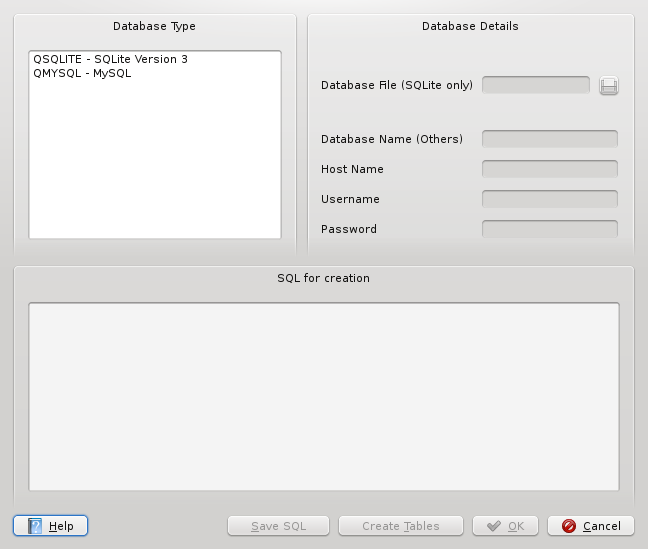 Database Type
QSQLITE - SQLite Version 3
QMYSQL - MySQL
Database Details
Database File (SQLite only)
Database Name (Others)
Host Name
Username
Password
SQL for creation
Help
Save SQL
Create Tables
OK
Cancel